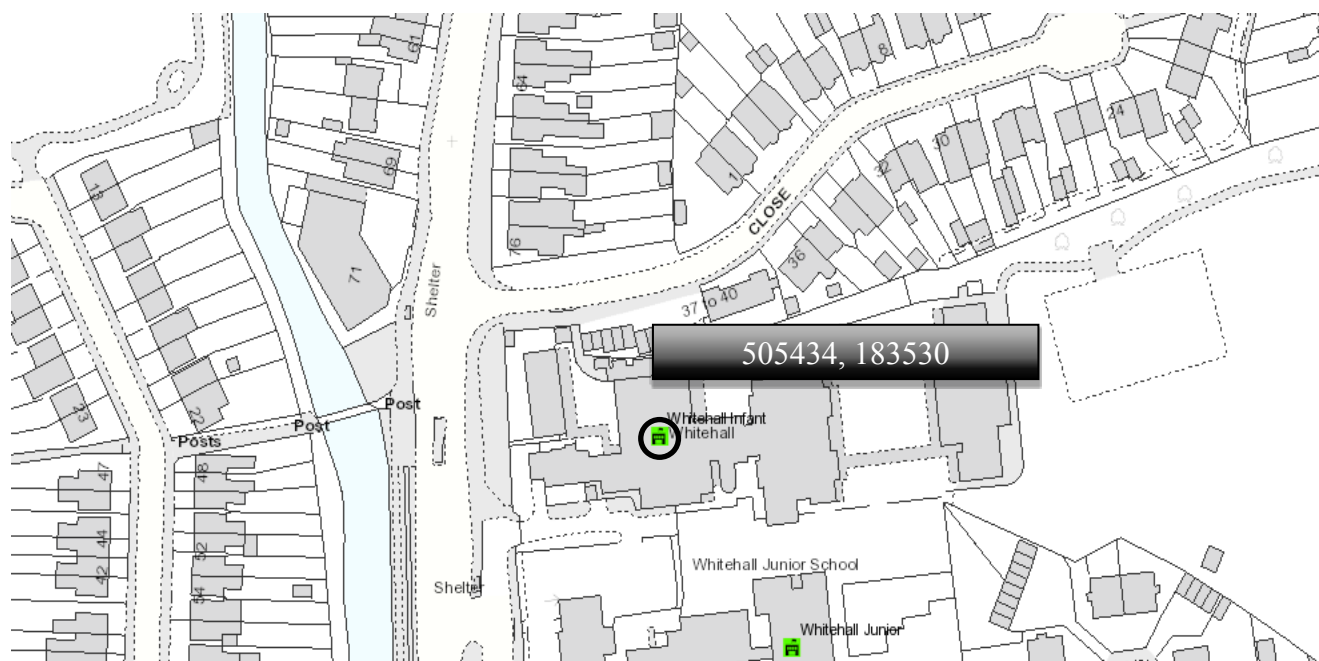 61
64
8
69
24
30
32
13
1
CLOSE
76
71
36
Shelter
37 to 40
505434, 183530
22
23
Post
Post
Posts
Whitehall Infant
Whitehall
47
48
44
52
42
54
Whitehall Junior School
Shelter
Whitehall Junior